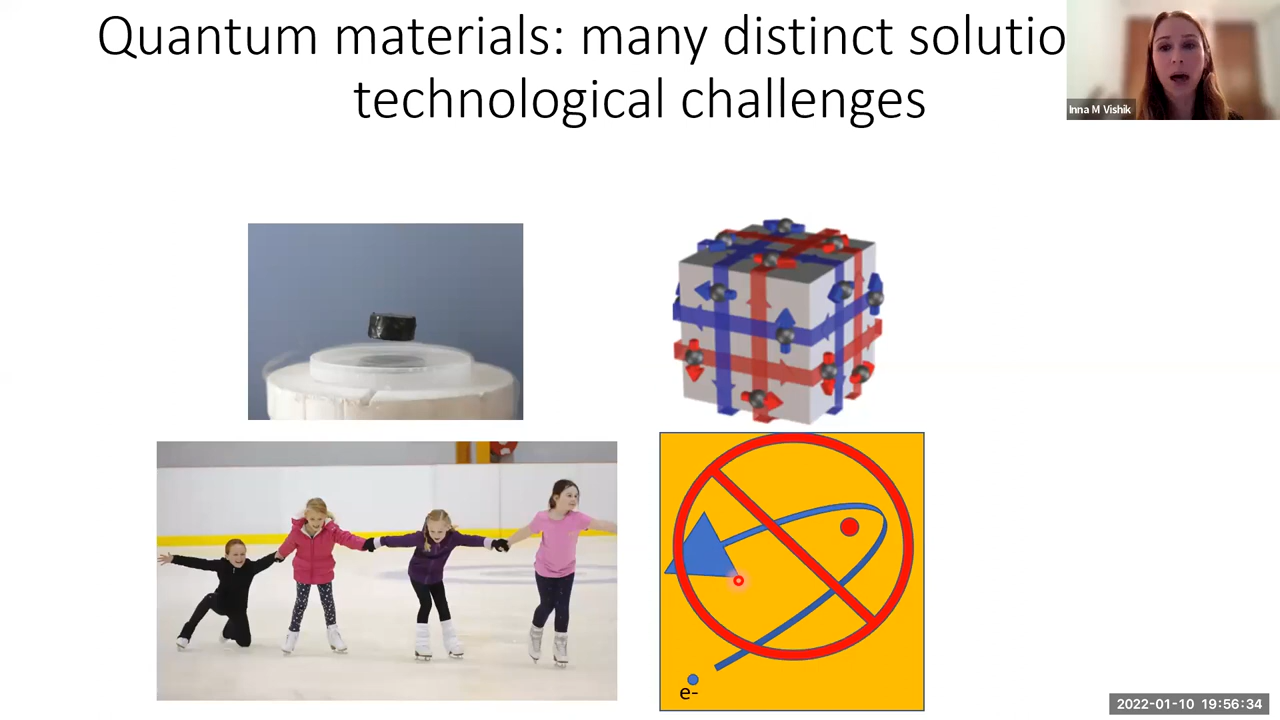 Quantum materials: many distinct solutio
technological challenges
Inna M Vishik
e-
2022-01-10 19:56:34